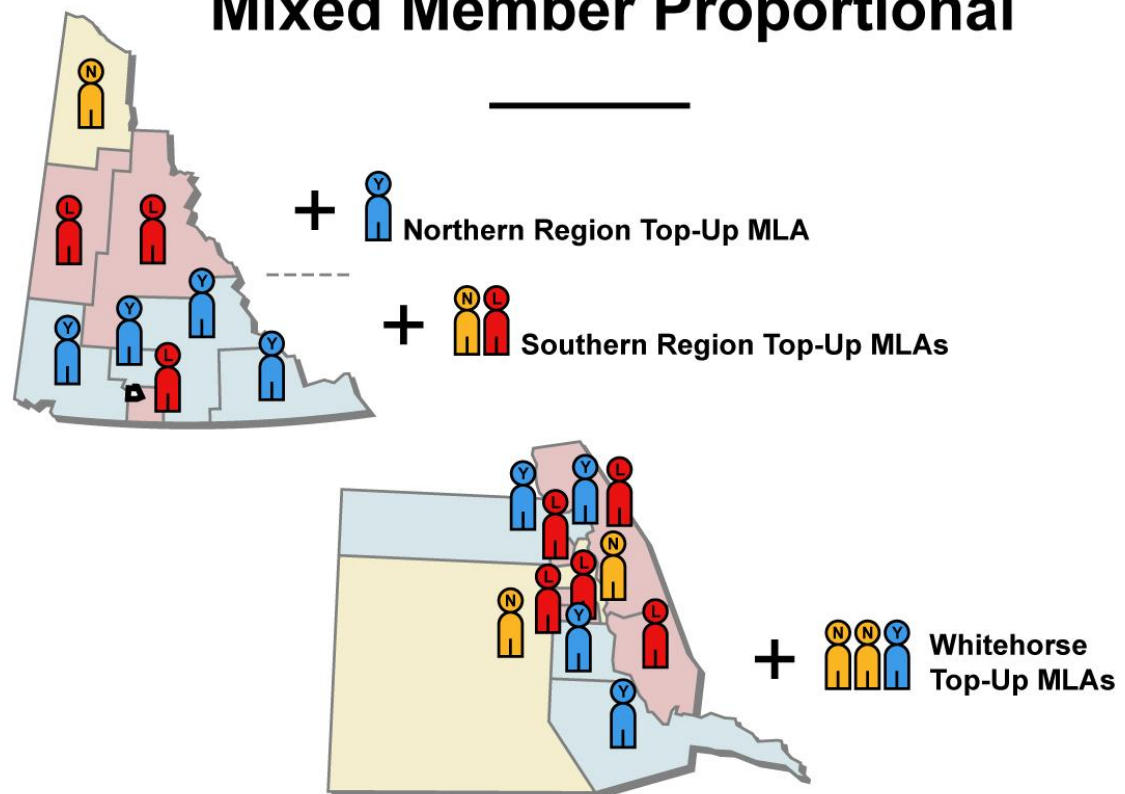 Mixed Member Proportional
N
L
L
+ Y Northern Region Top-Up MLA
Y
Y
Y
L
Y
+ N L Southern Region Top-Up MLAs
Y
Y
L
L
N
L
L
N
Y
L
Y
+ N N Y Whitehorse
Top-Up MLAs